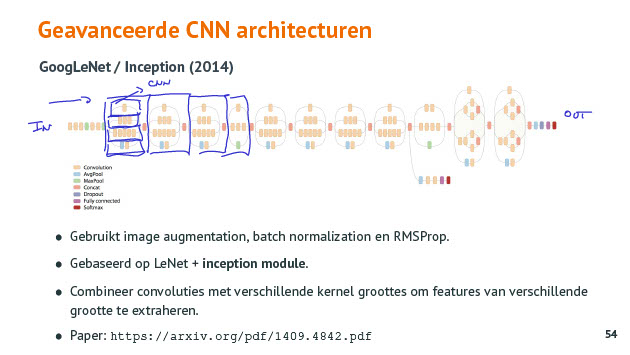 Geavanceerde CNN architecturen
GoogLeNet / Inception (2014)
CNN
IN
OUT
Convolution
AvgPool
MaxPool
Concat
Dropout
Fully connected
Softmax
● Gebruikt image augmentation, batch normalization en RMSProp.
● Gebaseerd op LeNet + inception module.
● Combineer convoluties met verschillende kernel groottes om features van verschillende
grootte te extraheren.
● Paper: https://arxiv.org/pdf/1409.4842.pdf
54